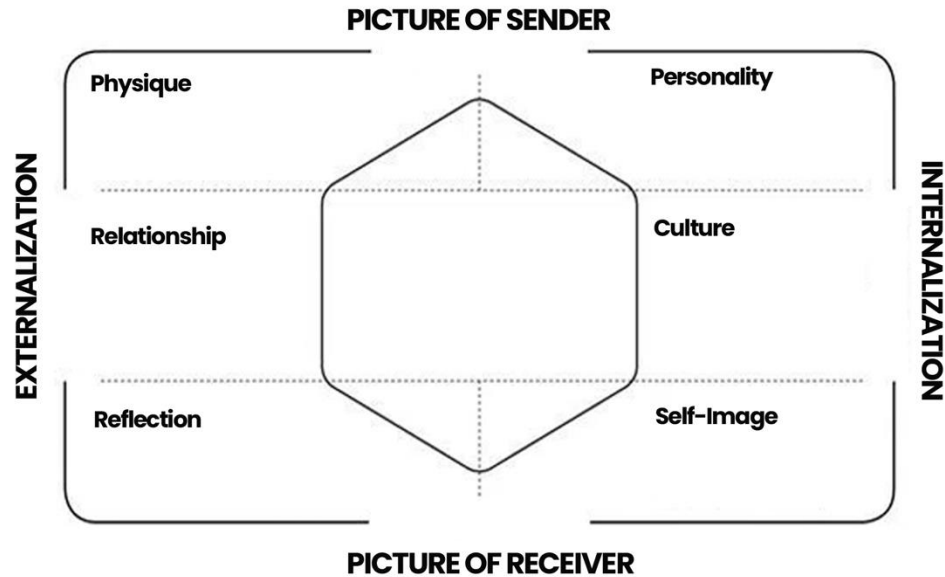 PICTURE OF SENDER
Physique
Personality
EXTERNALIZATION
INTERNALIZATION
Relationship
Culture
Reflection
Self-Image
PICTURE OF RECEIVER